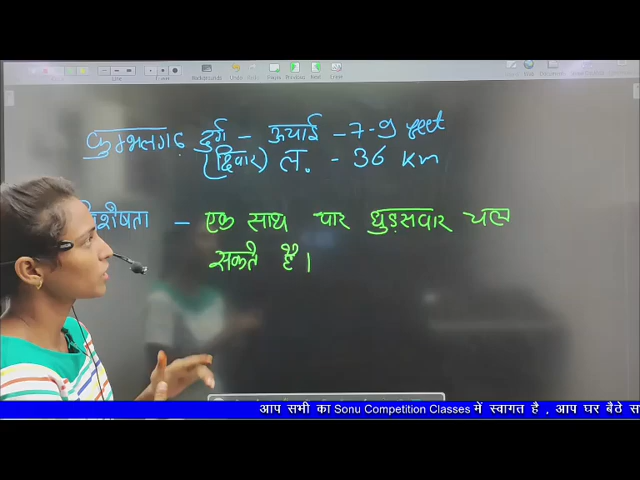 कुम्भलगढ़ दुर्ग - ऊचाई - 7-9 feet
(दिवार) ल. - 36 km
विशेषता - एक साथ चार घुड़सवार चल
सकते है।
आप सभी का Sonu Competition Classes में स्वागत है , आप घर बैठे स